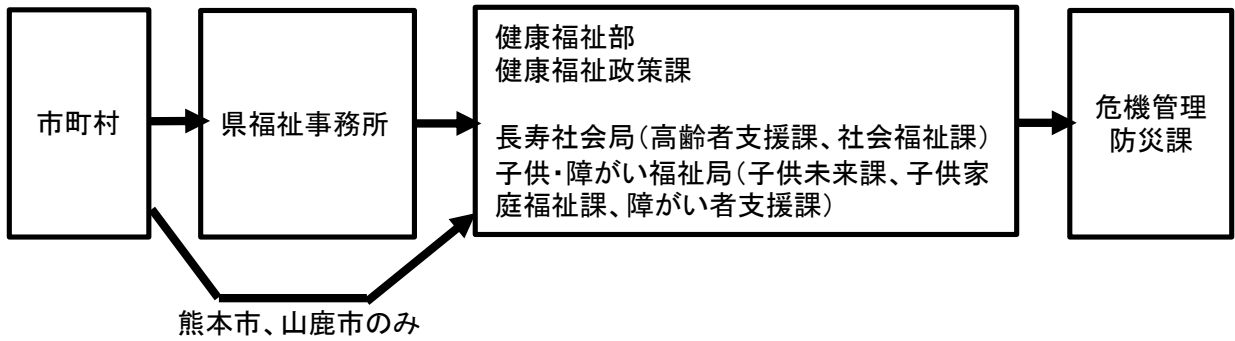 市町村
県福祉事務所
健康福祉部
健康福祉政策課
長寿社会局(高齢者支援課、社会福祉課)
子供・障がい福祉局(子供未来課、子供家
庭福祉課、障がい者支援課)
危機管理
防災課
熊本市、山鹿市のみ